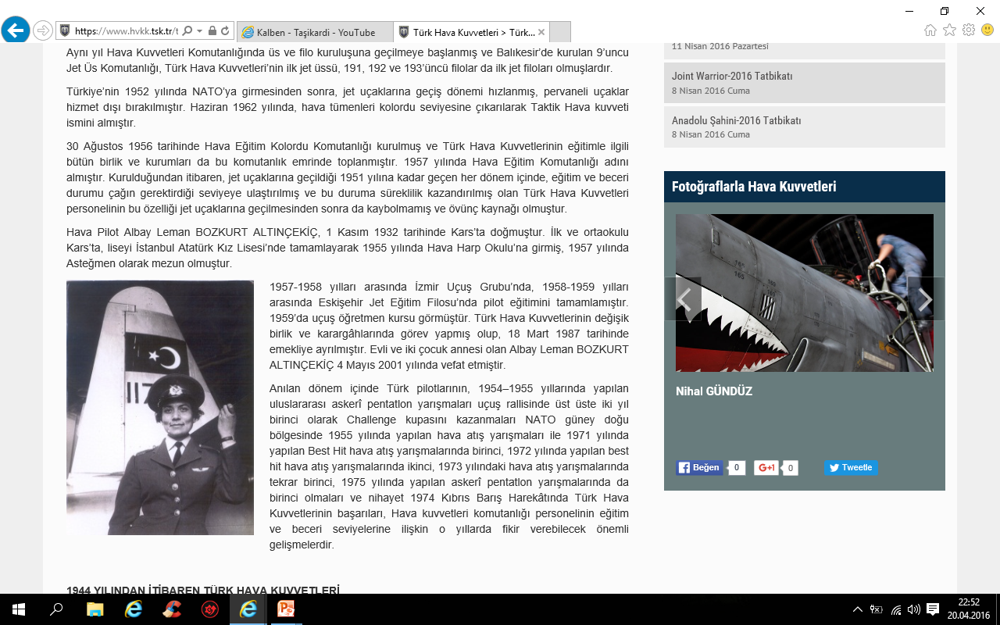 https://www.hvkk.tsk.tr/t
Kalben - Taşikardi - YouTube
Türk Hava Kuvvetleri > Türk...
Aynı yıl Hava Kuvvetleri Komutanlığında üs ve filo kuruluşuna geçilmeye başlanmış ve Balıkesir’de kurulan 9’uncu
Jet Üs Komutanlığı, Türk Hava Kuvvetleri’nin ilk jet üssü, 191, 192 ve 193’üncü filolar da ilk jet filoları olmuşlardır.
Türkiye’nin 1952 yılında NATO’ya girmesinden sonra, jet uçaklarına geçiş dönemi hızlanmış, pervaneli uçaklar
hizmet dışı bırakılmıştır. Haziran 1962 yılında, hava tümenleri kolordu seviyesine çıkarılarak Taktik Hava kuvveti
ismini almıştır.
30 Ağustos 1956 tarihinde Hava Eğitim Kolordu Komutanlığı kurulmuş ve Türk Hava Kuvvetlerinin eğitimle ilgili
bütün birlik ve kurumları da bu komutanlık emrinde toplanmıştır. 1957 yılında Hava Eğitim Komutanlığı adını
almıştır. Kurulduğundan itibaren, jet uçaklarına geçildiği 1951 yılına kadar geçen her dönem içinde, eğitim ve beceri
durumu çağın gerektirdiği seviyeye ulaştırılmış ve bu duruma süreklilik kazandırılmış olan Türk Hava Kuvvetleri
personelinin bu özelliği jet uçaklarına geçilmesinden sonra da kaybolmamış ve övünç kaynağı olmuştur.
Hava Pilot Albay Leman BOZKURT ALTINÇEKİÇ, 1 Kasım 1932 tarihinde Kars’ta doğmuştur. İlk ve ortaokulu
Kars’ta, liseyi İstanbul Atatürk Kız Lisesi’nde tamamlayarak 1955 yılında Hava Harp Okulu’na girmiş, 1957 yılında
Asteğmen olarak mezun olmuştur.
117
1957-1958 yılları arasında İzmir Uçuş Grubu’nda, 1958-1959 yılları
arasında Eskişehir Jet Eğitim Filosu’nda pilot eğitimini tamamlamıştır.
1959’da uçuş öğretmen kursu görmüştür. Türk Hava Kuvvetlerinin değişik
birlik ve karargâhlarında görev yapmış olup, 18 Mart 1987 tarihinde
emekliye ayrılmıştır. Evli ve iki çocuk annesi olan Albay Leman BOZKURT
ALTINÇEKİÇ 4 Mayıs 2001 yılında vefat etmiştir.
Anılan dönem içinde Türk pilotlarının, 1954–1955 yıllarında yapılan
uluslararası askerî pentatlon yarışmaları uçuş rallisinde üst üste iki yıl
birinci olarak Challenge kupasını kazanmaları NATO güney doğu
bölgesinde 1955 yılında yapılan hava atış yarışmaları ile 1971 yılında
yapılan Best Hit hava atış yarışmalarında birinci, 1972 yılında yapılan best
hit hava atış yarışmalarında ikinci, 1973 yılındaki hava atış yarışmalarında
tekrar birinci, 1975 yılında yapılan askerî pentatlon yarışmalarında da
birinci olmaları ve nihayet 1974 Kıbrıs Barış Harekâtında Türk Hava
Kuvvetlerinin başarıları, Hava kuvvetleri komutanlığı personelinin eğitim
ve beceri seviyelerine ilişkin o yıllarda fikir verebilecek önemli
gelişmelerdir.
1944 YILINDAN İTİBAREN TÜRK HAVA KUVVETLERİ
11 Nisan 2016 Pazartesi
Joint Warrior-2016 Tatbikatı
8 Nisan 2016 Cuma
Anadolu Şahini-2016 Tatbikatı
8 Nisan 2016 Cuma
Fotoğraflarla Hava Kuvvetleri
165
160
165
160
Nihal GÜNDÜZ
Beğen 0
G+1 0
Tweetle
22:52
20.04.2016